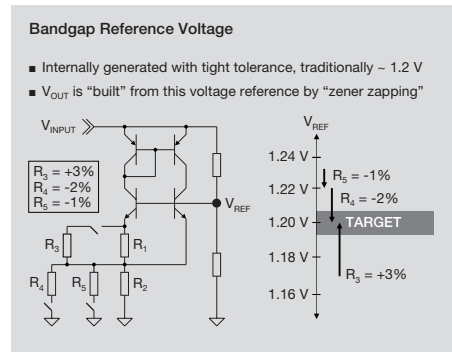 Bandgap Reference Voltage
■ Internally generated with tight tolerance, traditionally ~ 1.2 V
■ VOUT is “built” from this voltage reference by “zener zapping”
VINPUT
R3 = +3%
R4 = -2%
R5 = -1%
VREF
R3
R1
R4
R5
R2
VREF
1.24 V
R5 = -1%
1.22 V
R4 = -2%
1.20 V
TARGET
1.18 V
R3 = +3%
1.16 V